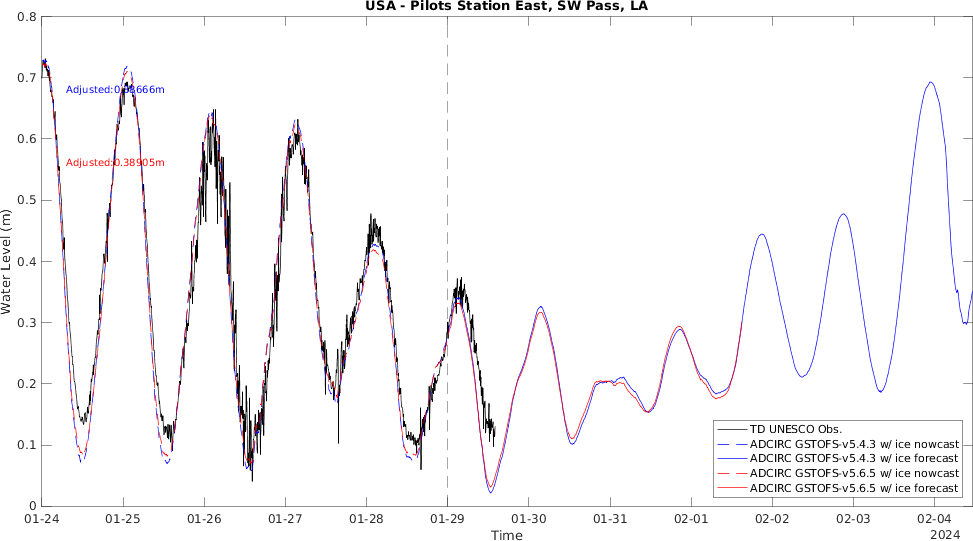 USA - Pilots Station East, SW Pass, LA
0.8
0.7
Adjusted:0.38666m
0.6
Adjusted:0.38905m
0.5
0.4
0.3
0.2
0.1
0
Water Level (m)
TD UNESCO Obs.
ADCIRC GSTOFS-v5.4.3 w/ ice nowcast
ADCIRC GSTOFS-v5.4.3 w/ ice forecast
ADCIRC GSTOFS-v5.6.5 w/ ice nowcast
ADCIRC GSTOFS-v5.6.5 w/ ice forecast
01-24 01-25 01-26 01-27 01-28 01-29 01-30 01-31 02-01 02-02 02-03 02-04
2024
Time